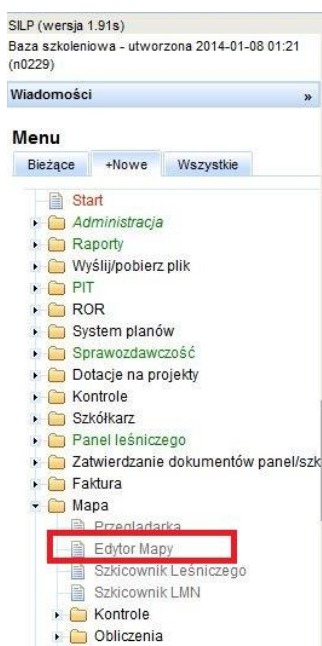 SILP (wersja 1.91s)
Baza szkoleniowa - utworzona 2014-01-08 01:21
(n0229)
Wiadomości »
Menu
Bieżące +Nowe Wszystkie
Start
Administracja
Raporty
Wyślij/pobierz plik
PIT
ROR
System planów
Sprawozdawczość
Dotacje na projekty
Kontrole
Szkółkarz
Panel leśniczego
Zatwierdzanie dokumentów panel/szk
Faktura
Mapa
Przeglądarka
Edytor Mapy
Szkicownik Leśniczego
Szkicownik LMN
Kontrole
Obliczenia